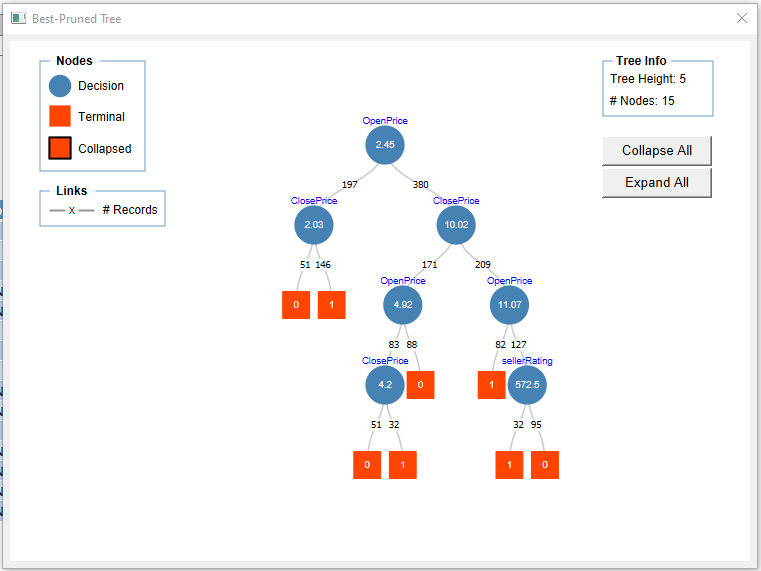 Best-Pruned Tree
Nodes
Decision
Terminal
Collapsed
Links
x # Records
Tree Info
Tree Height: 5
# Nodes: 15
Collapse All
Expand All
OpenPrice
2.45
197 380
ClosePrice ClosePrice
2.03 10.02
51 146 171 209
OpenPrice OpenPrice
0 1 4.92 11.07
83 88 82 127
ClosePrice sellerRating
4.2 0 1 572.5
51 32 32 95
0 1 1 0